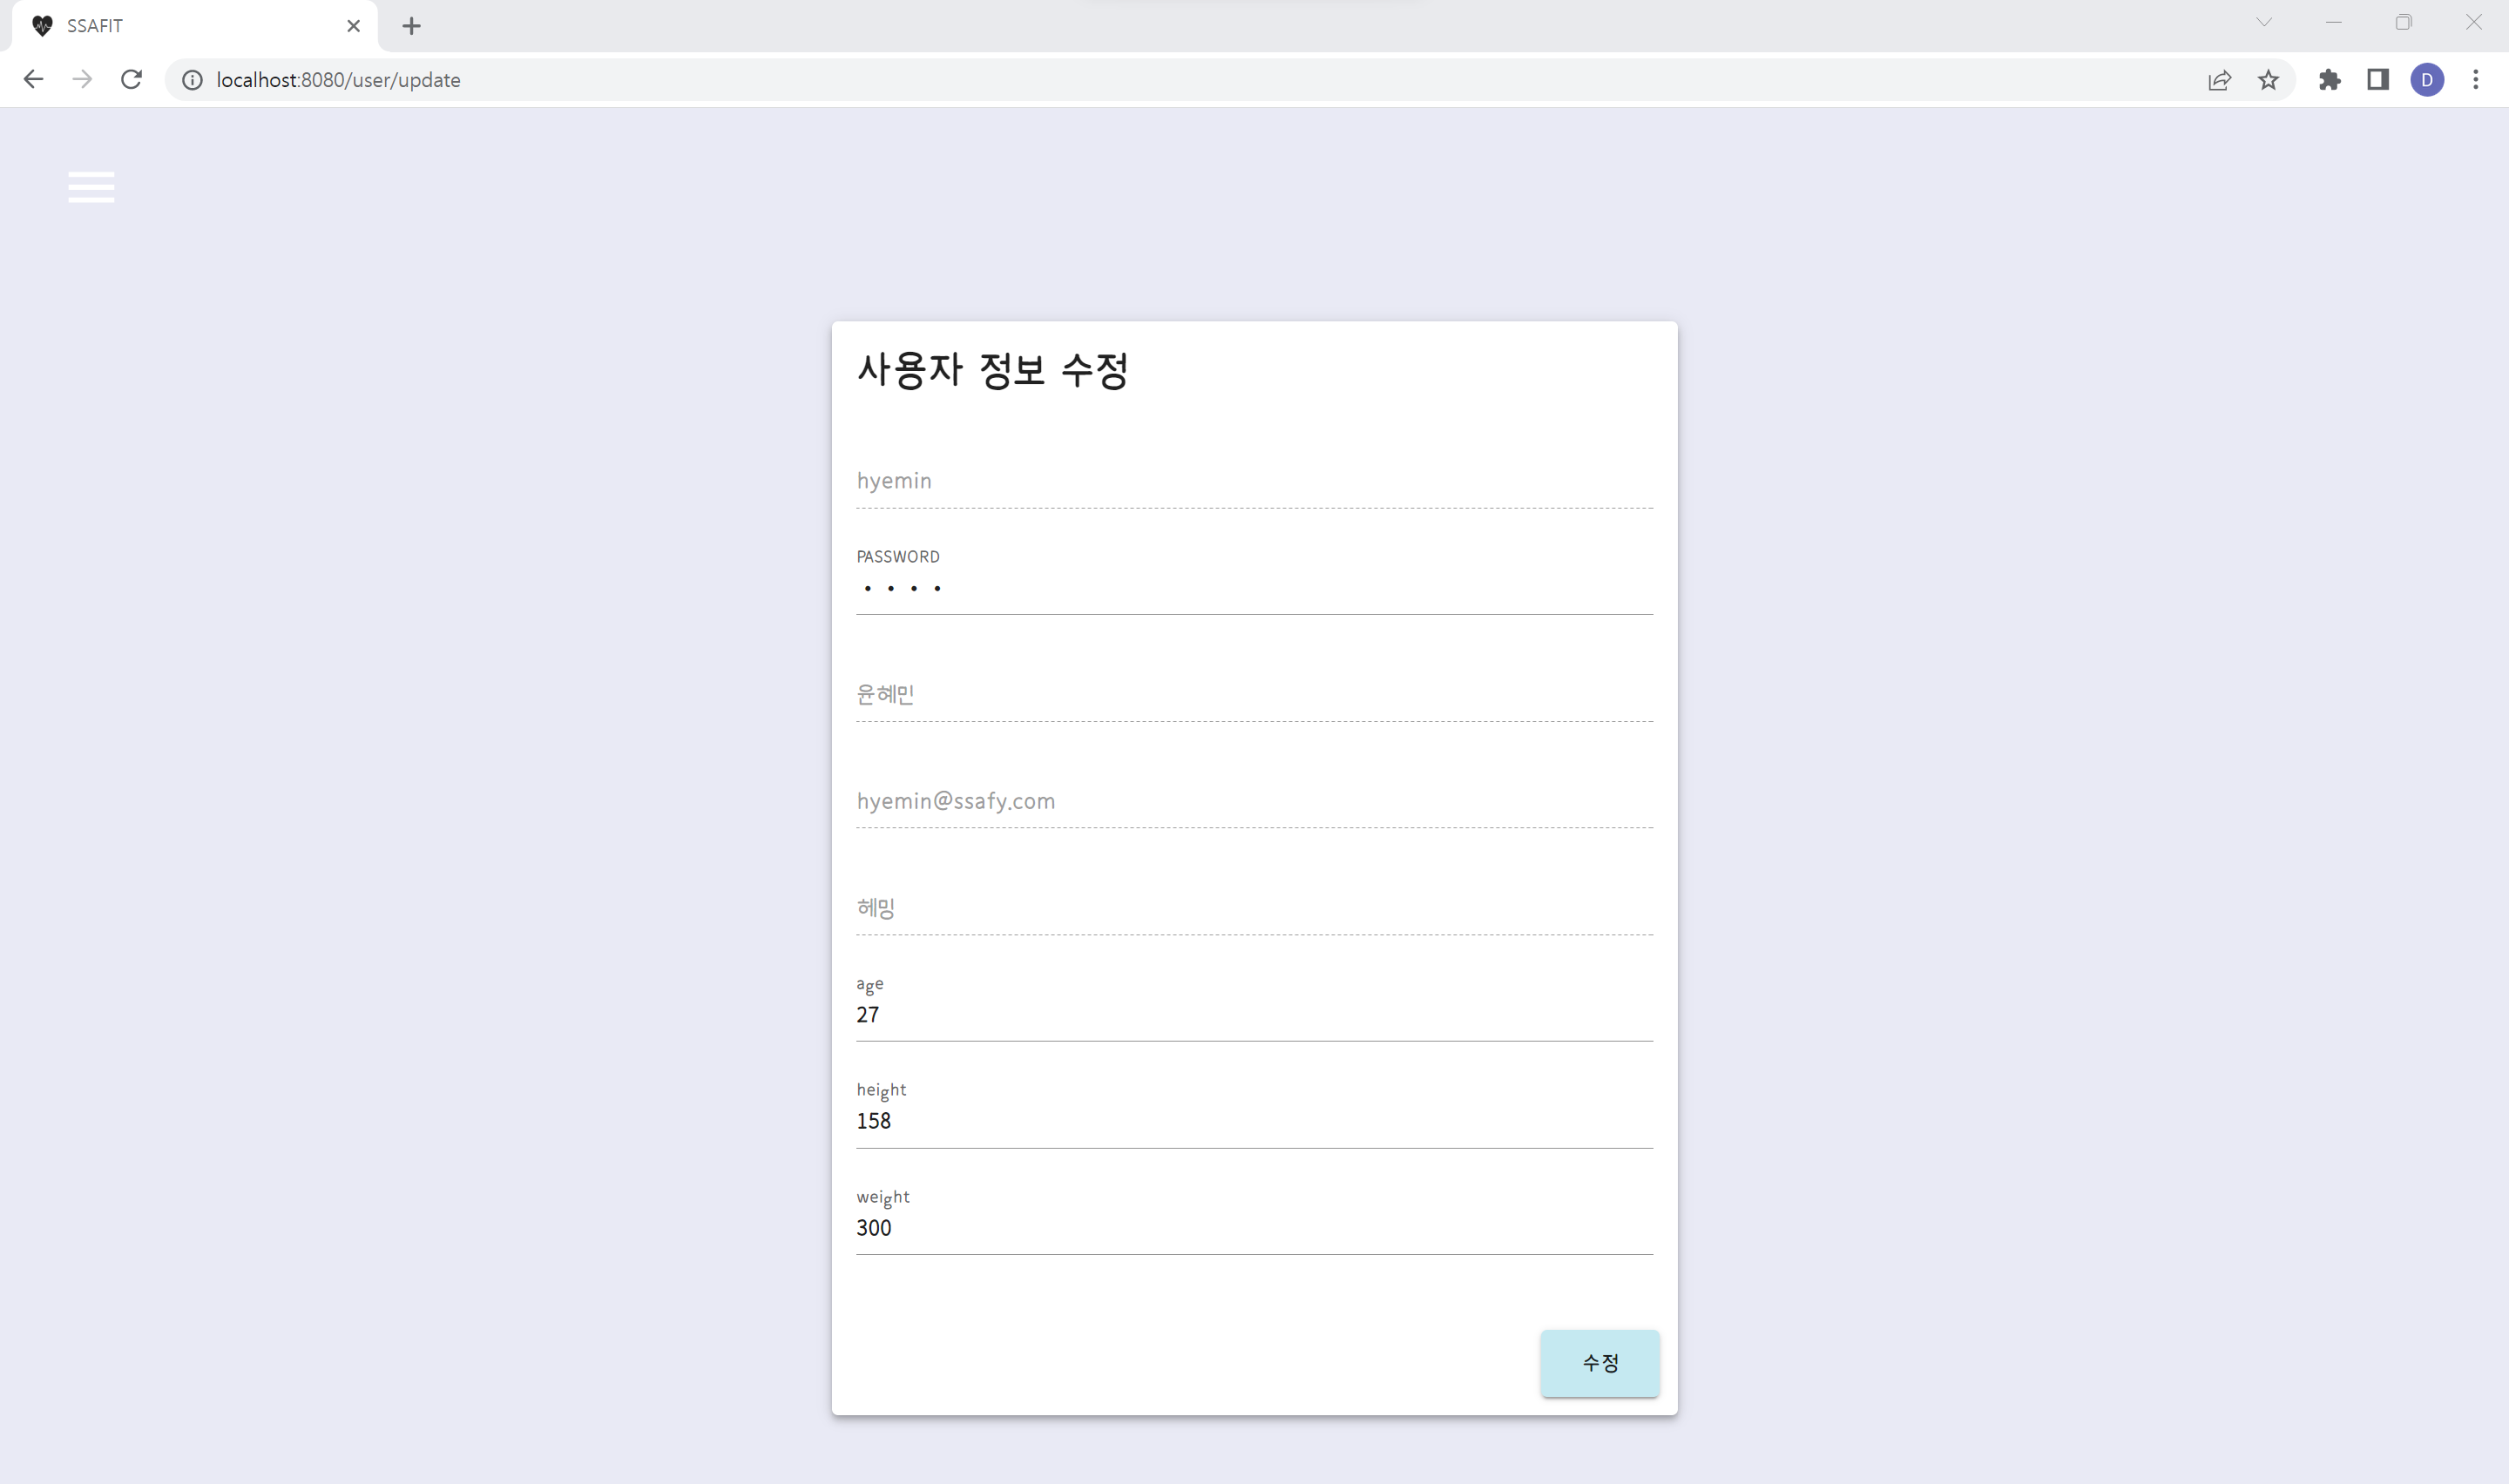 SSAFIT
localhost:8080/user/update
D
사용자 정보 수정
hyemin
PASSWORD
••••
윤혜민
hyemin@ssafy.com
헤밍
age
27
height
158
weight
300
수정